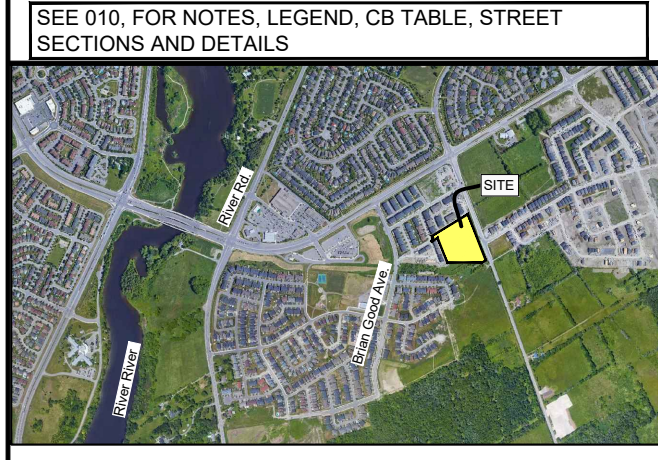 SEE 010, FOR NOTES, LEGEND, CB TABLE, STREET
SECTIONS AND DETAILS
River Rd.
SITE
Brian Good Ave.
River River